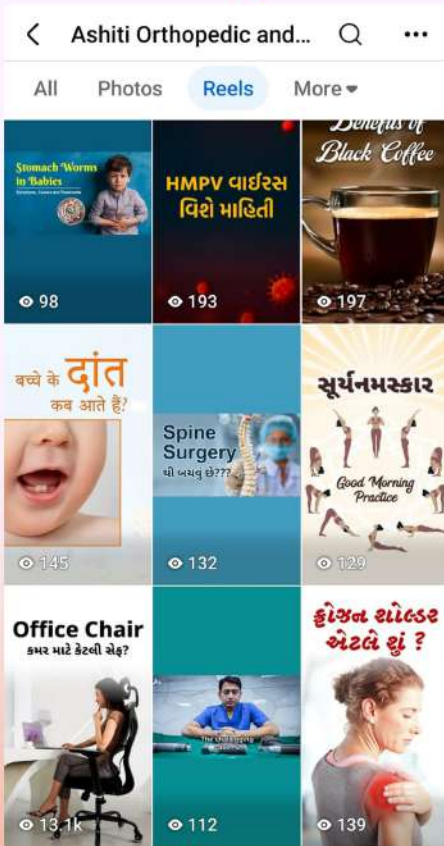 Ashiti Orthopedic and...
All Photos Reels More
Stomach Worms
in Babies
98
HMPV વાઈરસ
વિશે માહિતી
193
Benefits of
Black Coffee
197
बच्चे के दांत
कब आते हैं?
145
Spine
Surgery
થી બચવું છે???
132
સૂર્યનમસ્કાર
Good Morning
Practice
129
Office Chair
કમર માટે કેટલી સેફ?
13.1k
112
ફ્રોઝન શોલ્ડર
એટલે શું ?
139